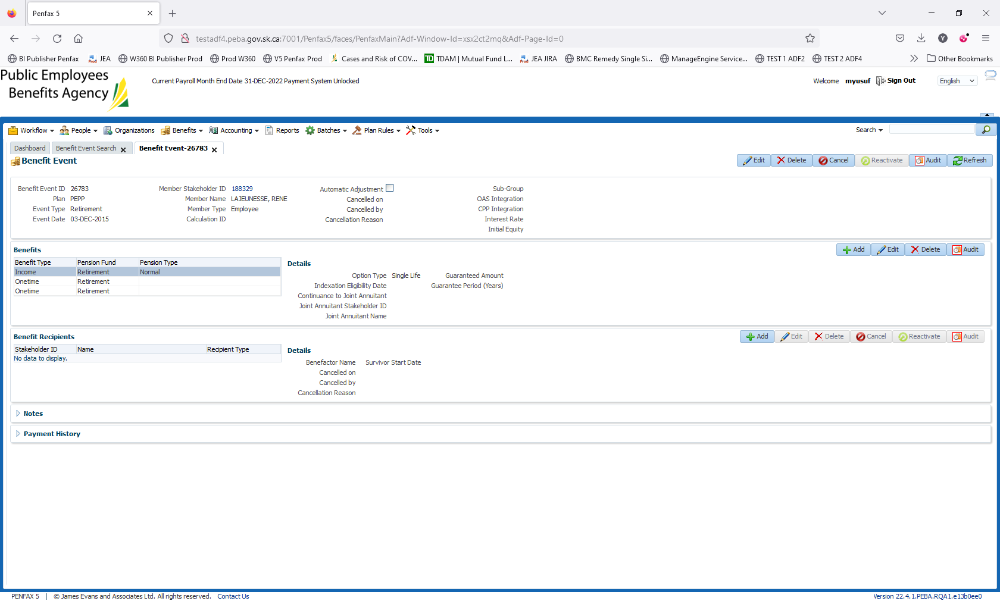 Penfax 5
testadf4.peba.gov.sk.ca:7001/Penfax5/faces/PenfaxMain?Adf-Window-Id=xsx2ct2mq&Adf-Page-Id=0
Y
BI Publisher Penfax JEA W360 BI Publisher Prod Prod W360 V5 Penfax Prod Cases and Risk of COV... TD TDAM | Mutual Fund L... JEA JIRA BMC Remedy Single Si... ManageEngine Service... TEST 1 ADF2 TEST 2 ADF4 Other Bookmarks
Public Employees
Benefits Agency
Current Payroll Month End Date 31-DEC-2022 Payment System Unlocked
Welcome myusuf Sign Out English
Workflow People Organizations Benefits Accounting Reports Batches Plan Rules Tools Search
Dashboard Benefit Event Search Benefit Event-26783
Benefit Event
Edit Delete Cancel Reactivate Audit Refresh
Benefit Event ID 26783 Member Stakeholder ID 188329 Automatic Adjustment Sub-Group
Plan PEPP Member Name LAJEUNESSE, RENE Cancelled on OAS Integration
Event Type Retirement Member Type Employee Cancelled by CPP Integration
Event Date 03-DEC-2015 Calculation ID Cancellation Reason Interest Rate
Initial Equity
Benefits
Add Edit Delete Audit
Benefit Type Pension Fund Pension Type
Income Retirement Normal
Onetime Retirement
Onetime Retirement
Details
Option Type Single Life Guaranteed Amount
Indexation Eligibility Date Guarantee Period (Years)
Continuance to Joint Annuitant
Joint Annuitant Stakeholder ID
Joint Annuitant Name
Benefit Recipients
Add Edit Delete Cancel Reactivate Audit
Stakeholder ID Name Recipient Type
No data to display.
Details
Benefactor Name Survivor Start Date
Cancelled on
Cancelled by
Cancellation Reason
Notes
Payment History
PENFAX 5 | © James Evans and Associates Ltd. All rights reserved. Contact Us
Version 22.4.1.PEBA.RQA1.e13b0ee0